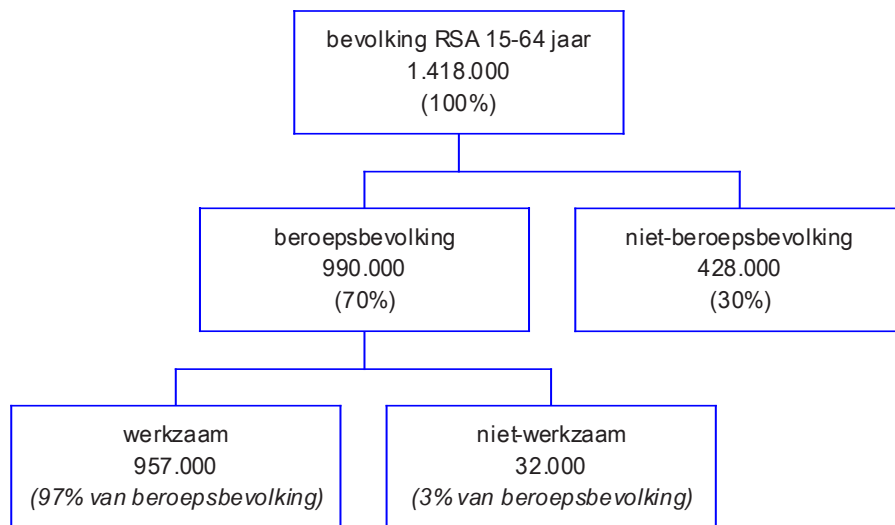 bevolking RSA 15-64 jaar
1.418.000
(100%)
beroepsbevolking
990.000
(70%)
niet-beroepsbevolking
428.000
(30%)
werkzaam
957.000
(97% van beroepsbevolking)
niet-werkzaam
32.000
(3% van beroepsbevolking)